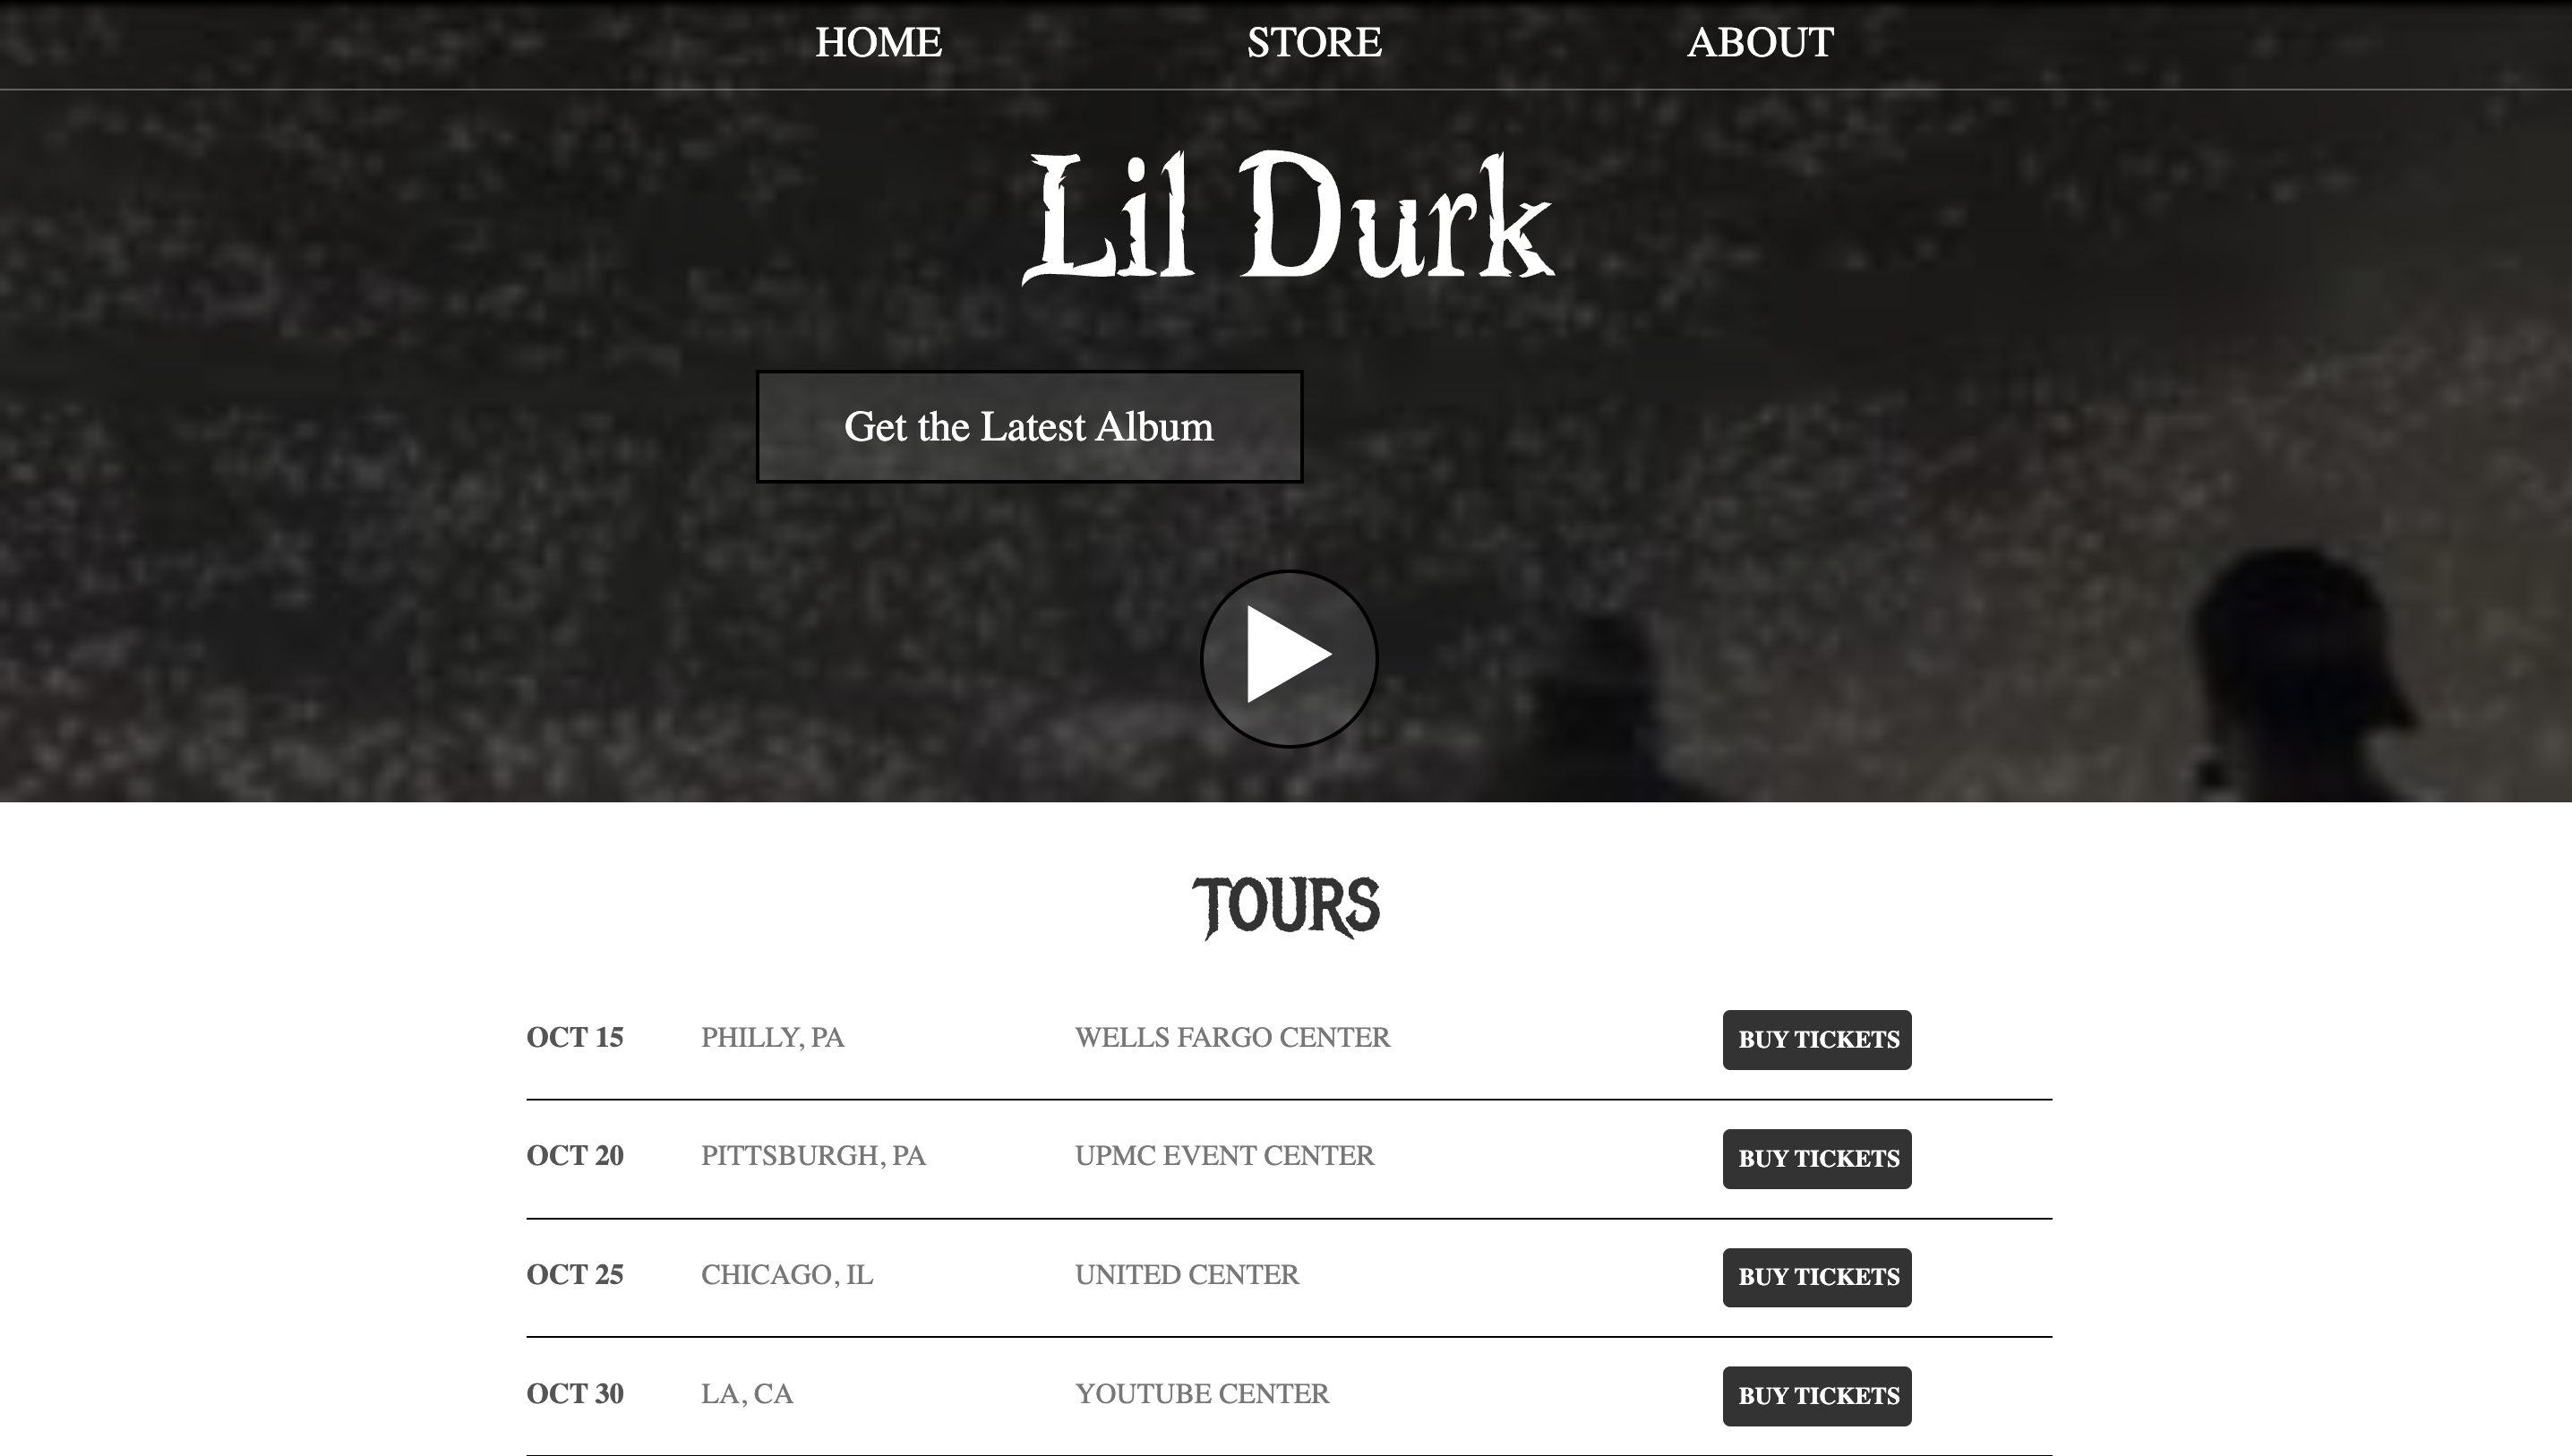 HOME STORE ABOUT
Lil Durk
Get the Latest Album
TOURS
OCT 15 PHILLY, PA WELLS FARGO CENTER BUY TICKETS
OCT 20 PITTSBURGH, PA UPMC EVENT CENTER BUY TICKETS
OCT 25 CHICAGO, IL UNITED CENTER BUY TICKETS
OCT 30 LA, CA YOUTUBE CENTER BUY TICKETS